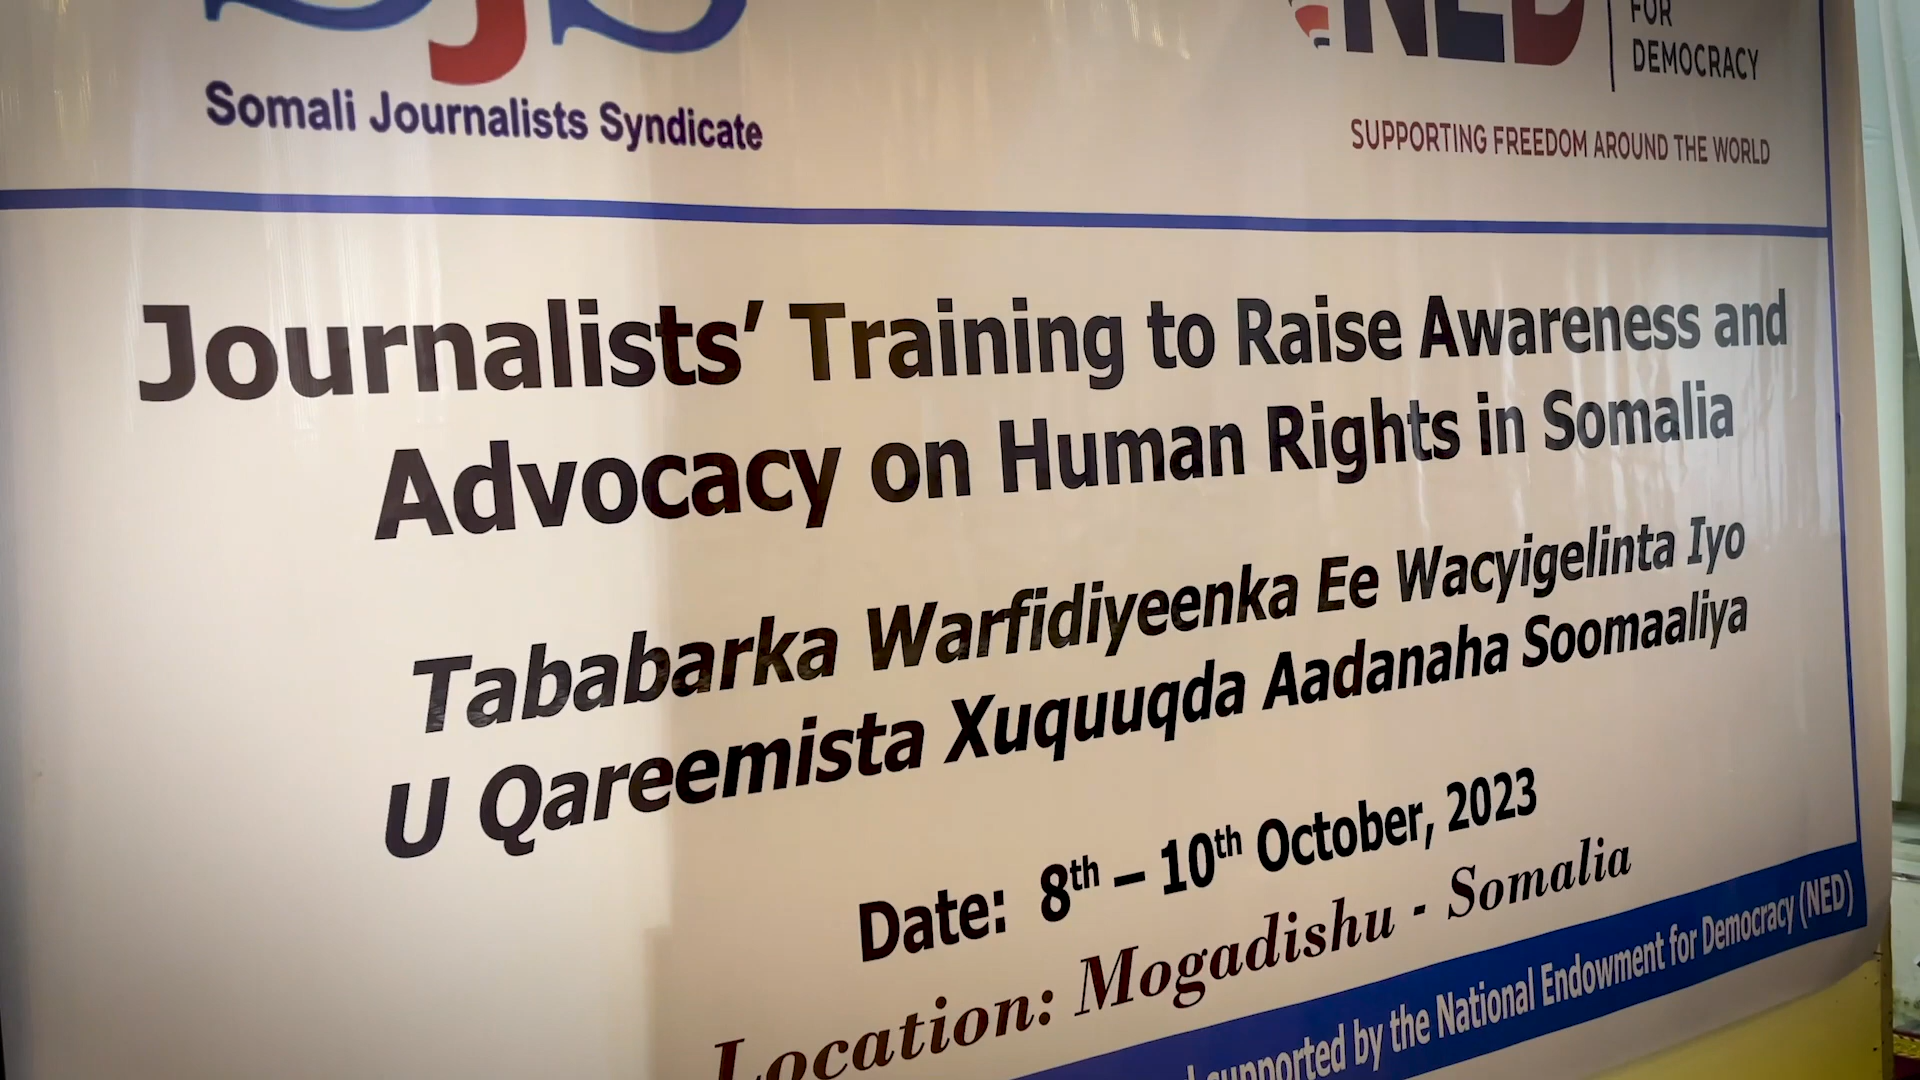 SJS
Somali Journalists Syndicate
NED
FOR
DEMOCRACY
SUPPORTING FREEDOM AROUND THE WORLD
Journalists’ Training to Raise Awareness and
Advocacy on Human Rights in Somalia
Tababarka Warfidiyeenka Ee Wacyigelinta Iyo
U Qareemista Xuquuqda Aadanaha Soomaaliya
Date: 8th – 10th October, 2023
Location: Mogadishu - Somalia
supported by the National Endowment for Democracy (NED)